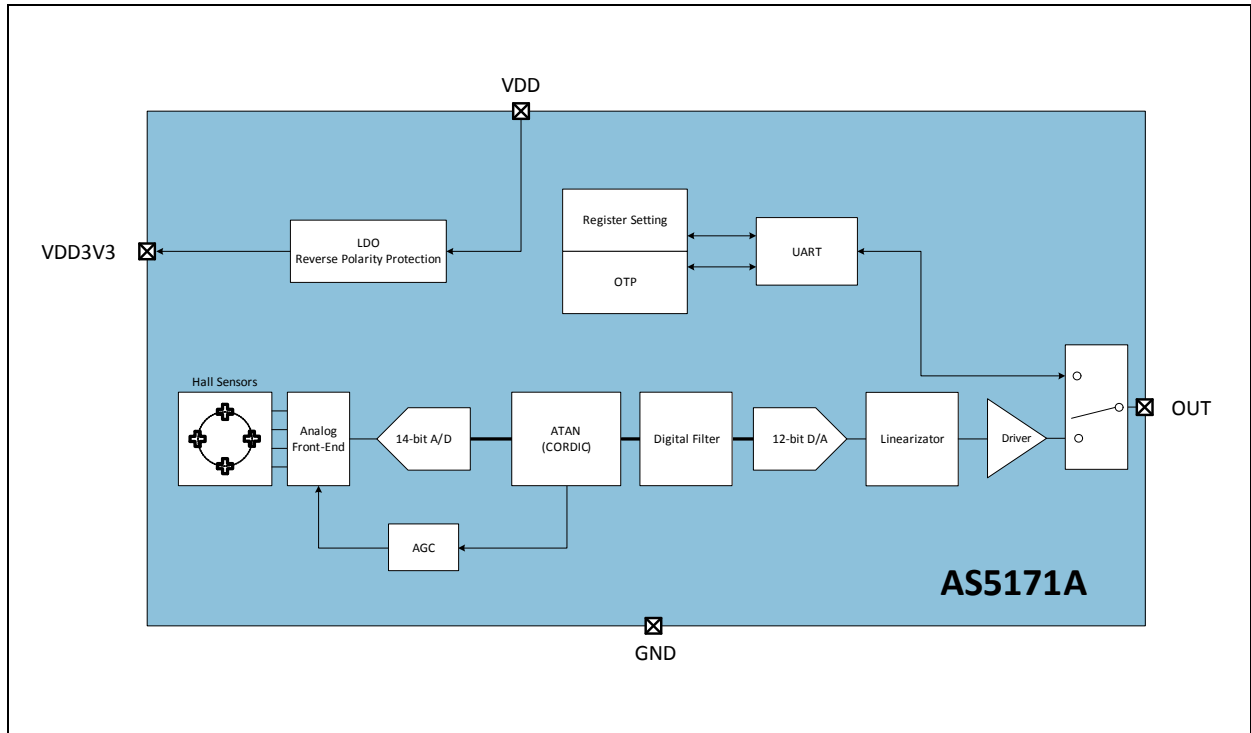 VDD
VDD3V3
LDO
Reverse Polarity Protection
Register Setting
OTP
UART
Hall Sensors
Analog
Front-End
14-bit A/D
ATAN
(CORDIC)
Digital Filter
12-bit D/A
Linearizator
Driver
OUT
AGC
AS5171A
GND